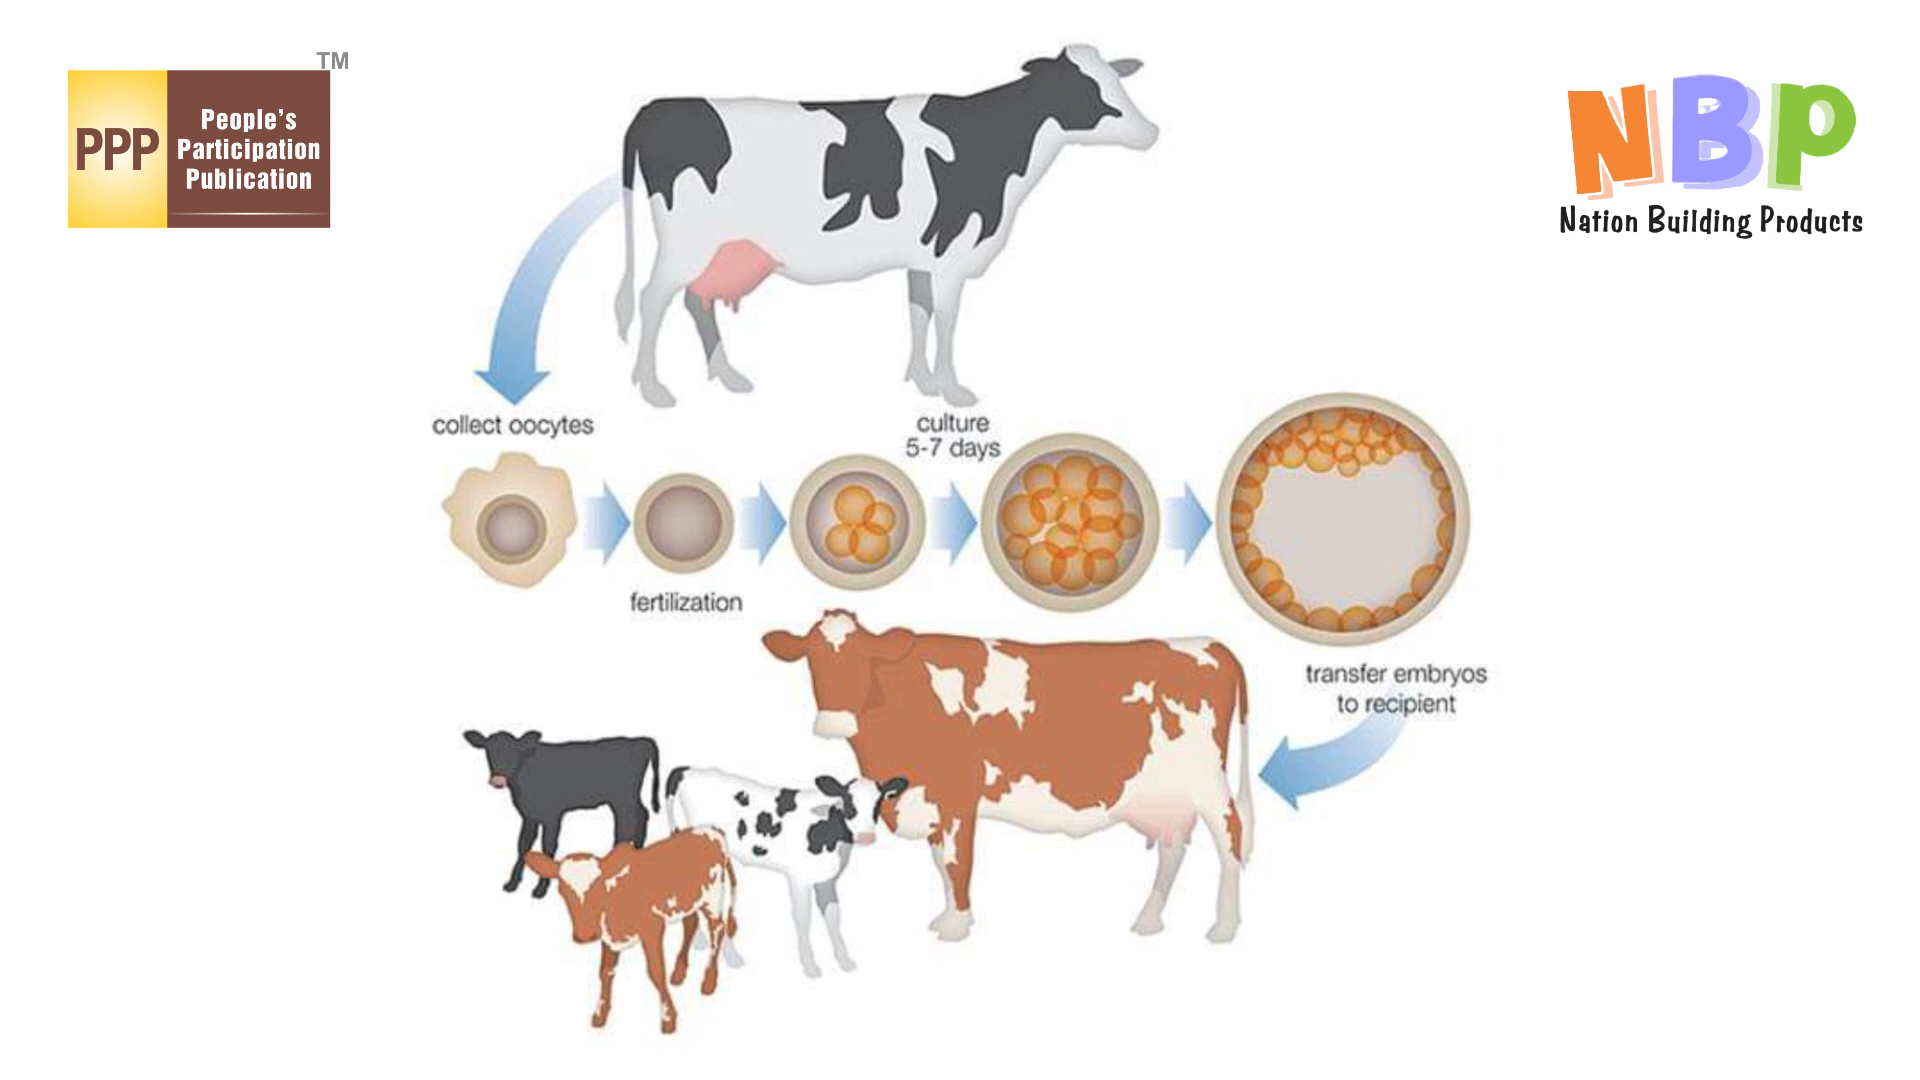 TM
PPP
People's
Participation
Publication
NBP
Nation Building Products
collect oocytes
culture
5-7 days
fertilization
transfer embryos
to recipient